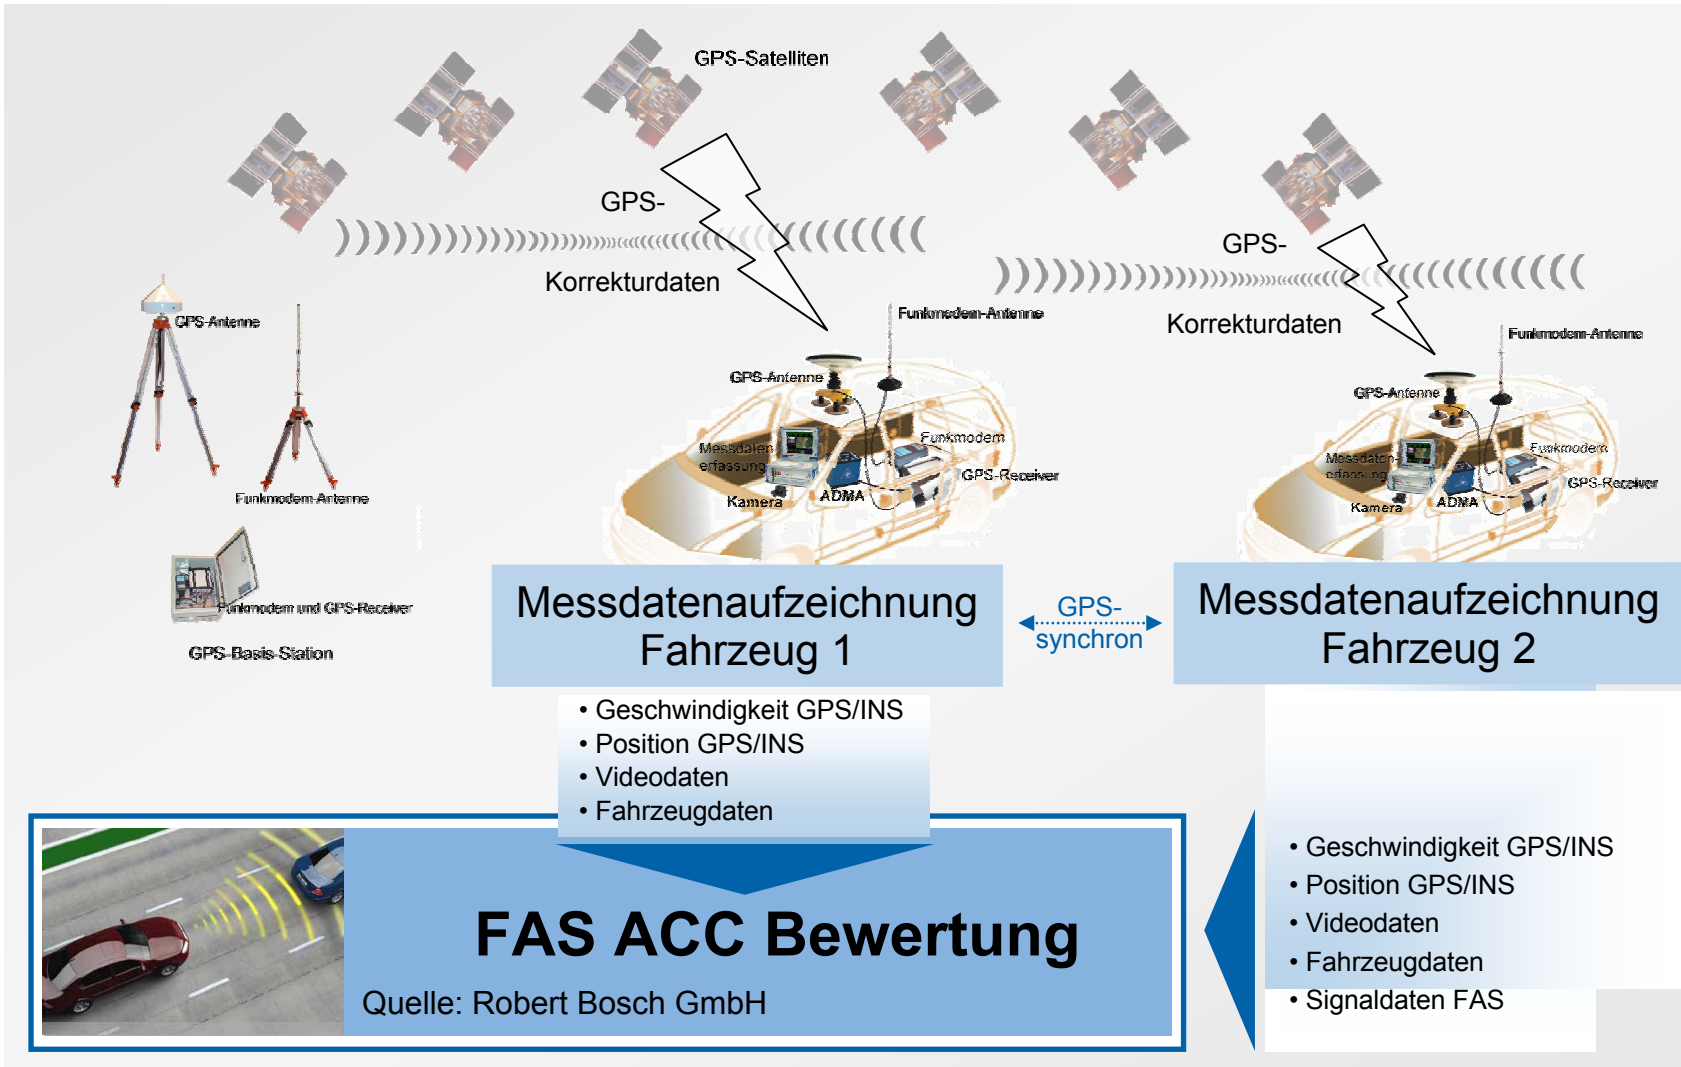 GPS-Satelliten
GPS-
Korrekturdaten
GPS-
Korrekturdaten
GPS-Antenne
Funkmodem-Antenne
Funkmodem und GPS-Receiver
GPS-Basis-Station
Funkmodem-Antenne
GPS-Antenne
Messdaten
erfassung
Funkmodem
GPS-Receiver
Kamera
ADMA
Funkmodem-Antenne
GPS-Antenne
Messdaten-
erfassung
Funkmodem
GPS-Receiver
Kamera
ADMA
Messdatenaufzeichnung
Fahrzeug 1
GPS-
synchron
Messdatenaufzeichnung
Fahrzeug 2
• Geschwindigkeit GPS/INS
• Position GPS/INS
• Videodaten
• Fahrzeugdaten
• Geschwindigkeit GPS/INS
• Position GPS/INS
• Videodaten
• Fahrzeugdaten
• Signaldaten FAS
FAS ACC Bewertung
Quelle: Robert Bosch GmbH